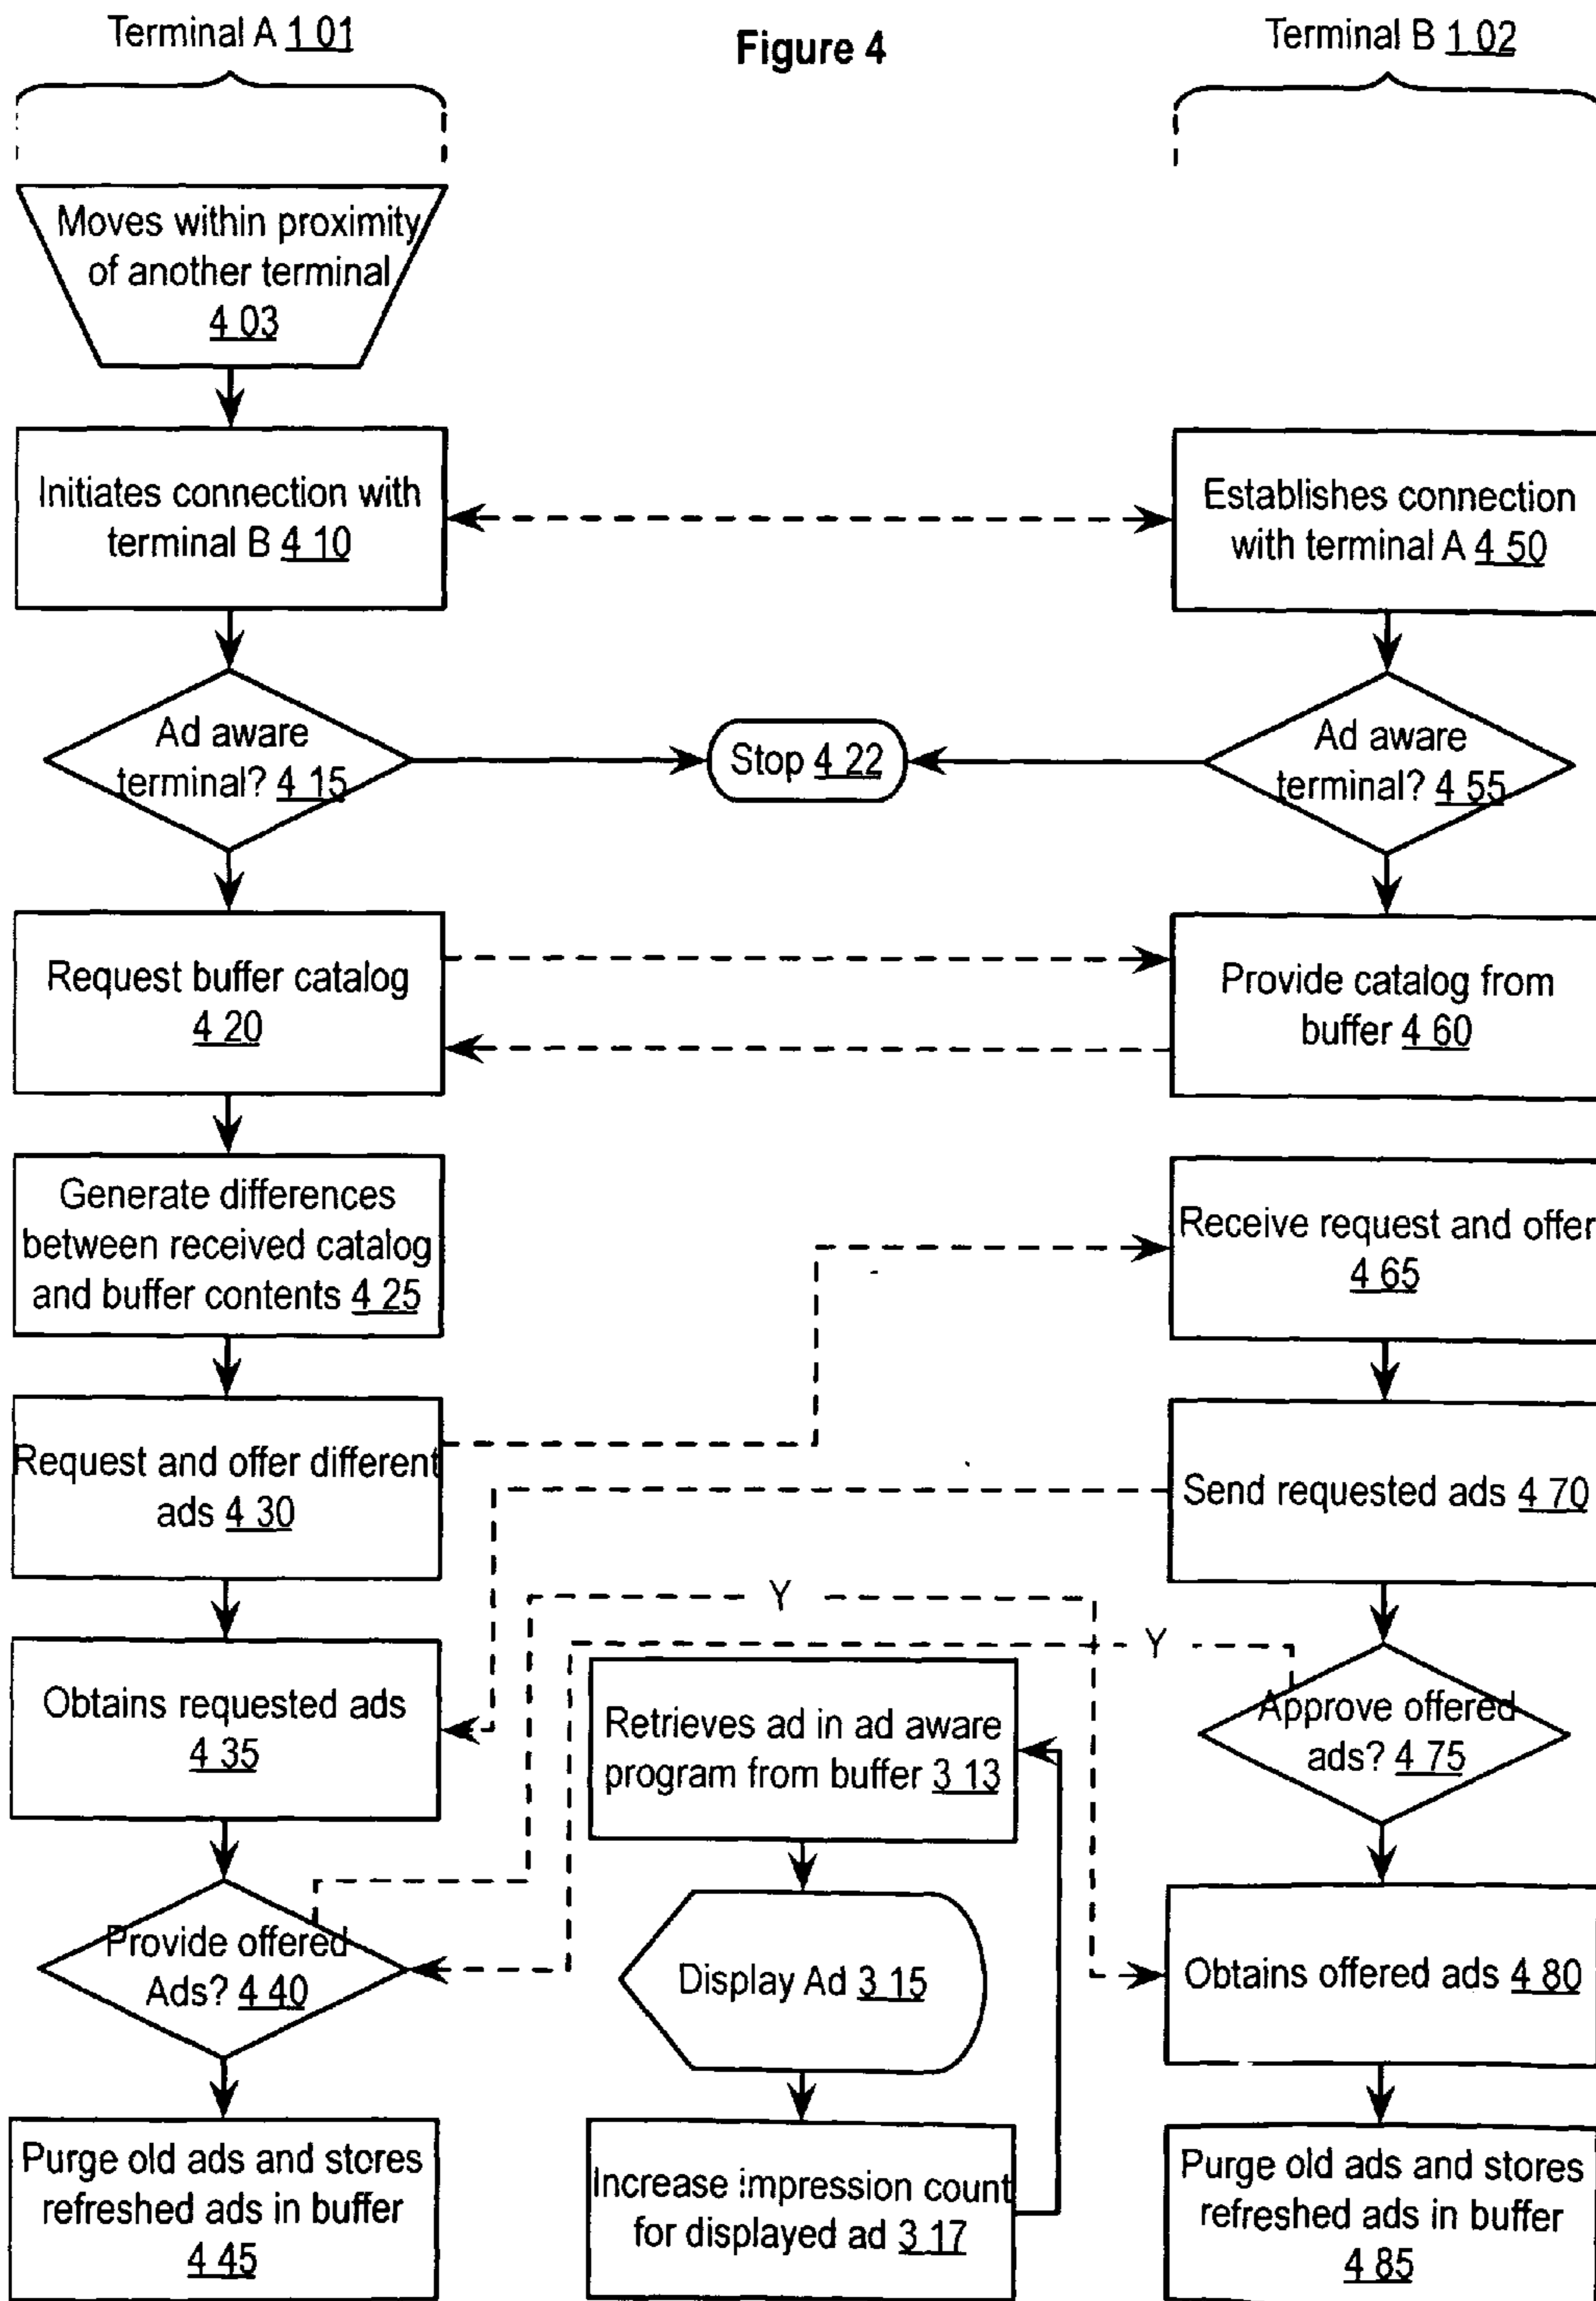 Terminal A 1 01
Figure 4
Terminal B 1 02
Moves within proximity
of another terminal
4 03
Initiates connection with
terminal B 4 10
Establishes connection
with terminal A 4 50
Ad aware
terminal? 4 15
Stop 4 22
Ad aware
terminal? 4 55
Request buffer catalog
4 20
Provide catalog from
buffer 4 60
Generate differences
between received catalog
and buffer contents 4 25
Receive request and offer
4 65
Request and offer different
ads 4 30
Send requested ads 4 70
Y
Y
Obtains requested ads
4 35
Retrieves ad in ad aware
program from buffer 3 13
Approve offered
ads? 4 75
Provide offered
Ads? 4 40
Display Ad 3 15
Obtains offered ads 4 80
Purge old ads and stores
refreshed ads in buffer
4 45
Increase impression count
for displayed ad 3 17
Purge old ads and stores
refreshed ads in buffer
4 85